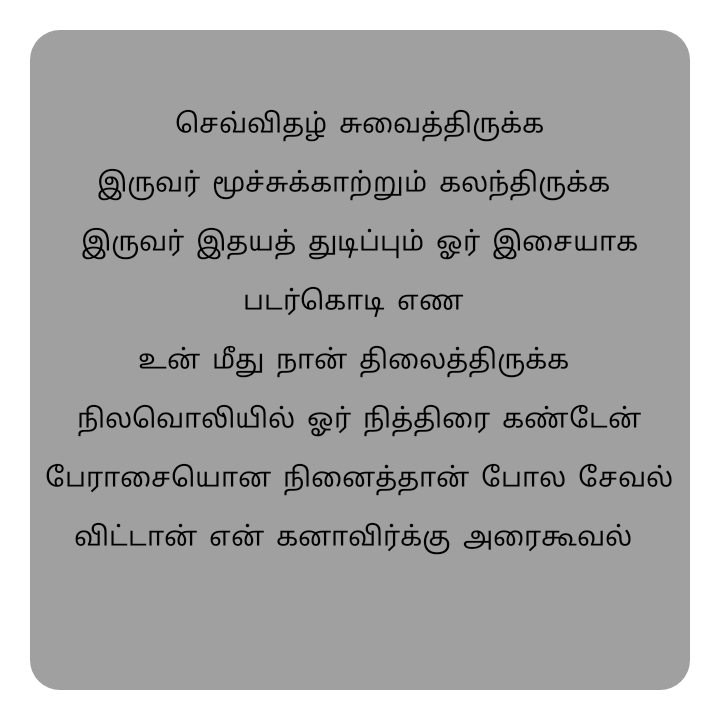 செவ்விதழ் சுவைத்திருக்க
இருவர் மூச்சுக்காற்றும் கலந்திருக்க
இருவர் இதயத் துடிப்பும் ஓர் இசையாக
படர்கொடி எண
உன் மீது நான் திலைத்திருக்க
நிலவொலியில் ஓர் நித்திரை கண்டேன்
பேராசையொன நினைத்தான் போல சேவல்
விட்டான் என் கனாவிர்க்கு அரைகூவல்